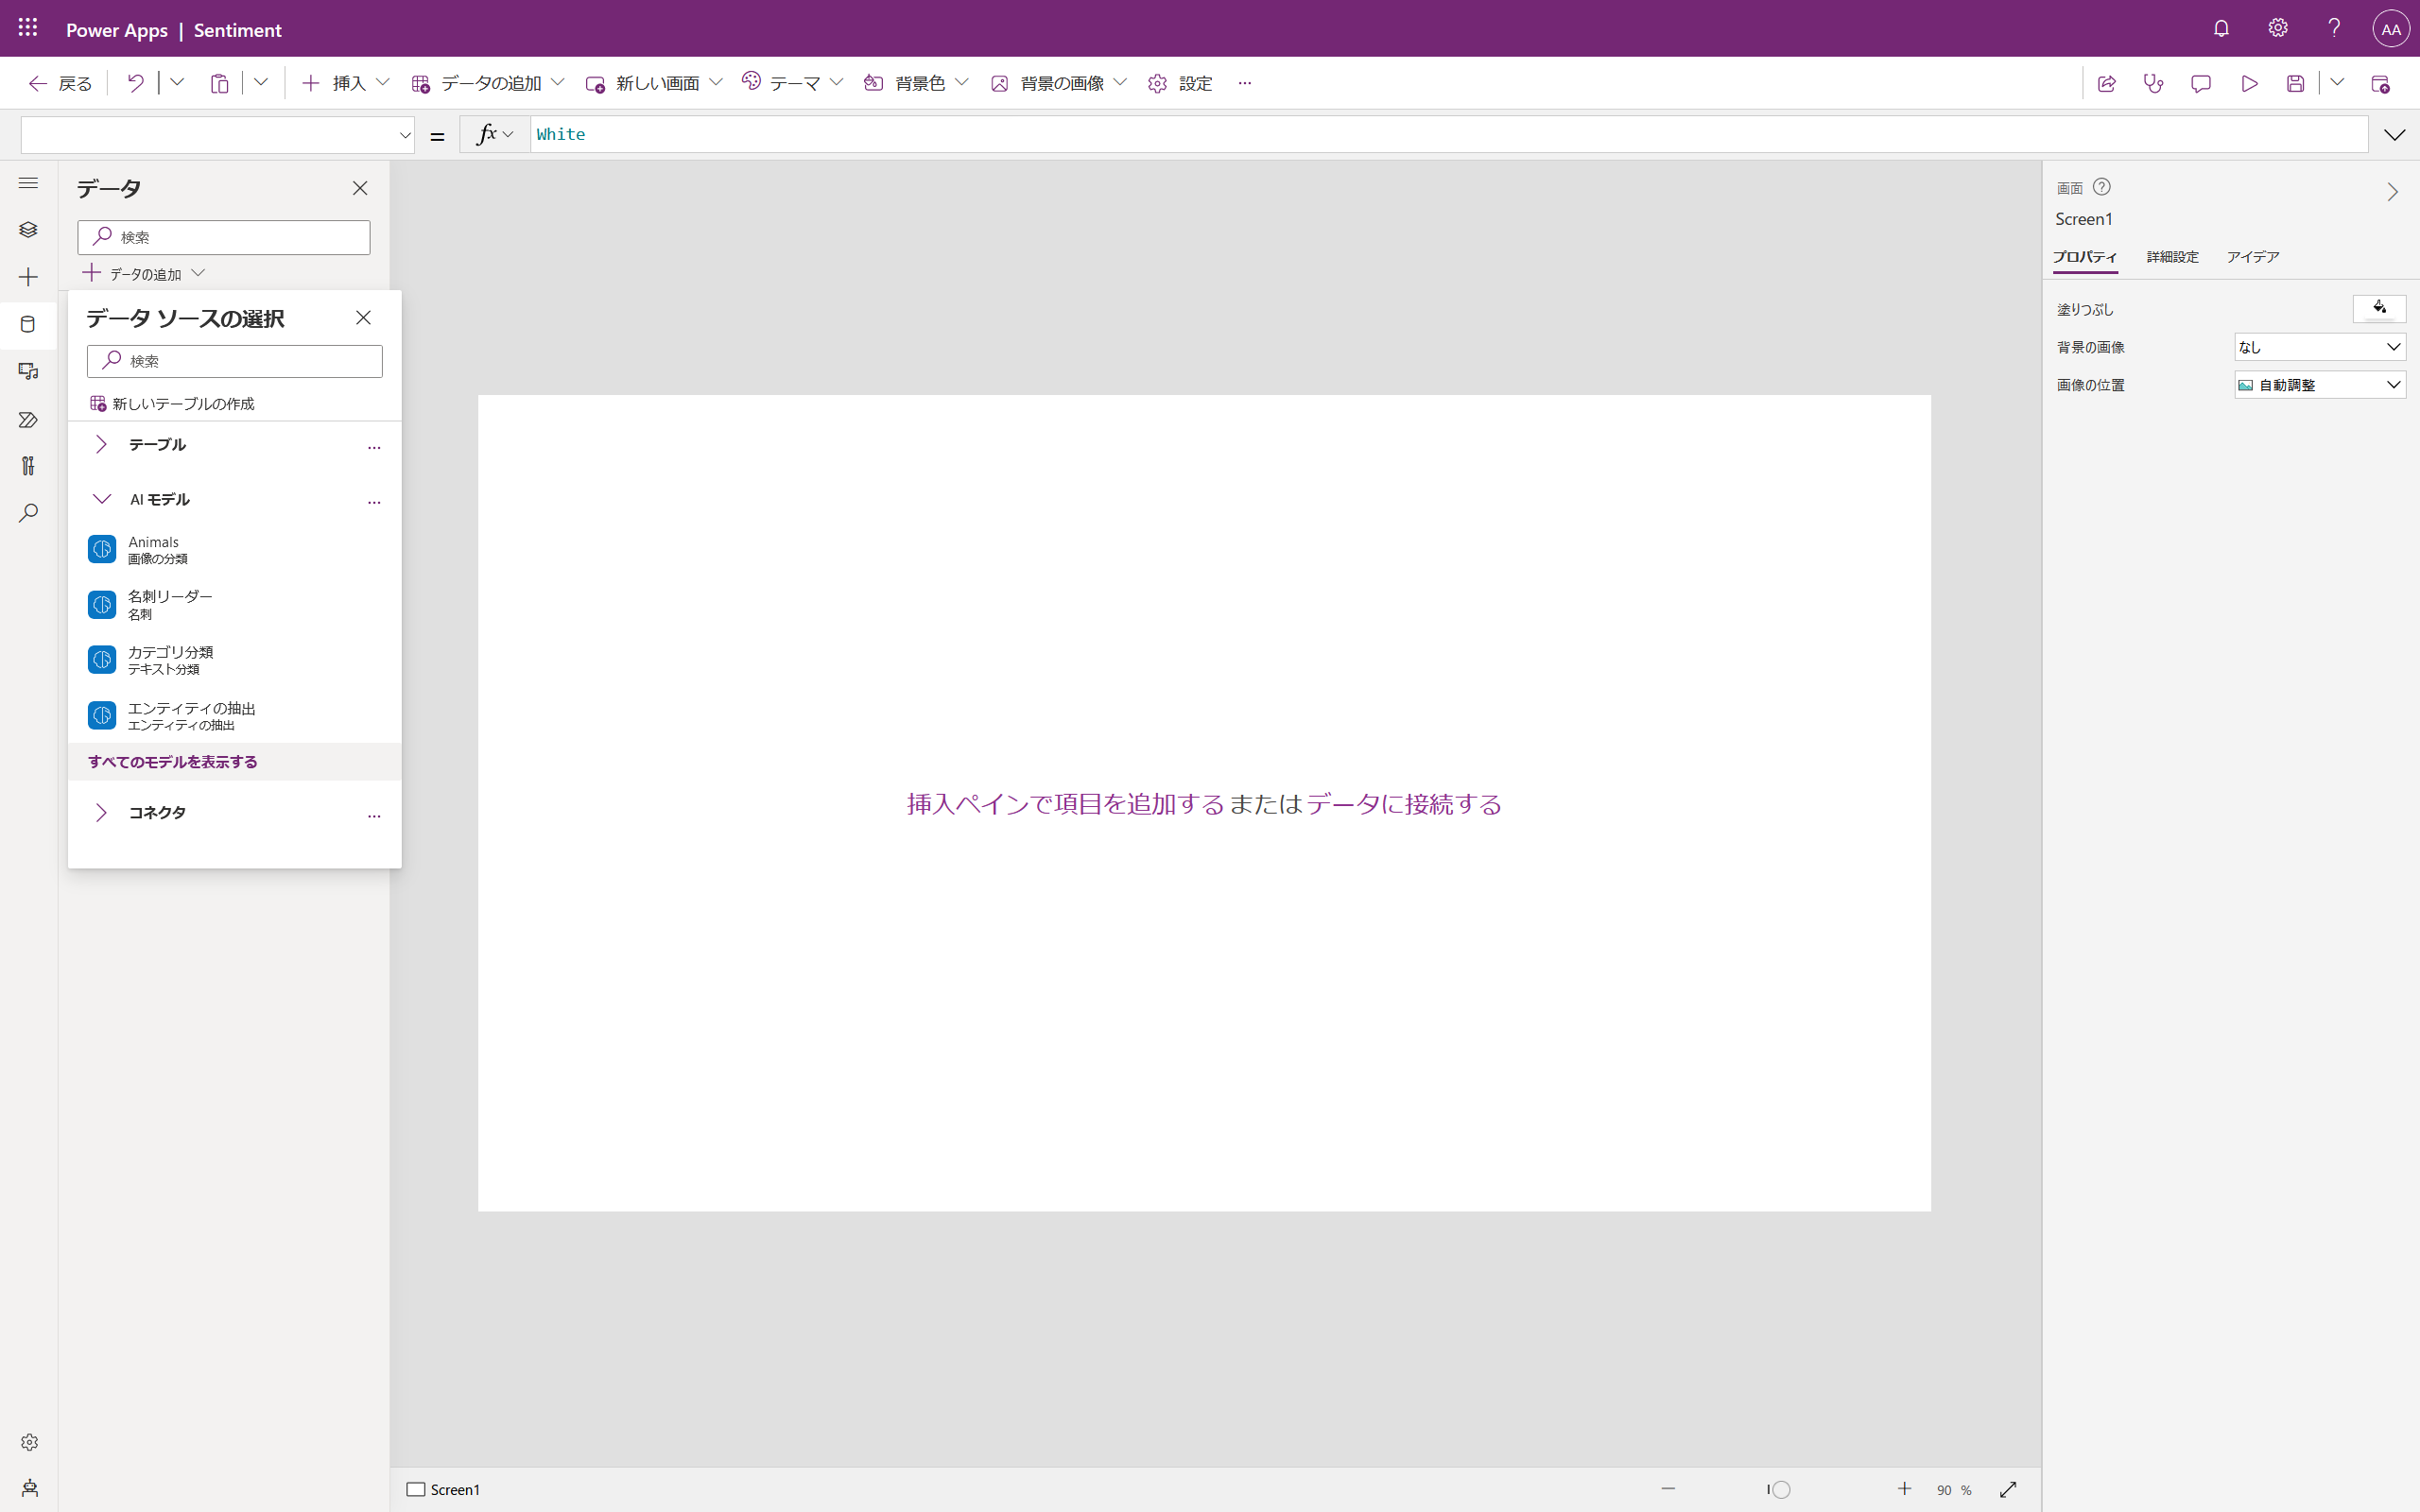 Power Apps | Sentiment
AA
戻る
挿入
データの追加
新しい画面
テーマ
背景色
背景の画像
設定
...
=
fx
White
データ
検索
データの追加
データ ソースの選択
検索
新しいテーブルの作成
テーブル
...
AI モデル
...
Animals
画像の分類
名刺リーダー
名刺
カテゴリ分類
テキスト分類
エンティティの抽出
エンティティの抽出
すべてのモデルを表示する
コネクタ
...
挿入ペインで項目を追加する または データに接続する
画面
Screen1
プロパティ
詳細設定
アイデア
塗りつぶし
背景の画像
なし
画像の位置
自動調整
Screen1
90 %